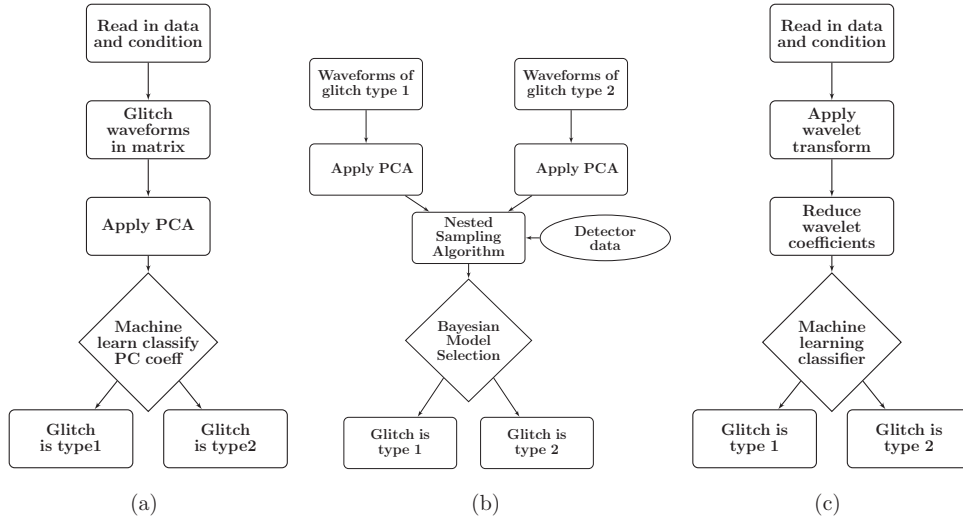 Read in data
and condition
Glitch
waveforms
in matrix
Apply PCA
Machine
learn classify
PC coeff
Glitch
is type1
Glitch
is type2
(a)
Waveforms of
glitch type 1
Waveforms of
glitch type 2
Apply PCA
Apply PCA
Nested
Sampling
Algorithm
Detector
data
Bayesian
Model
Selection
Glitch is
type 1
Glitch is
type 2
(b)
Read in data
and condition
Apply
wavelet
transform
Reduce
wavelet
coefficients
Machine
learning
classifier
Glitch is
type 1
Glitch is
type 2
(c)